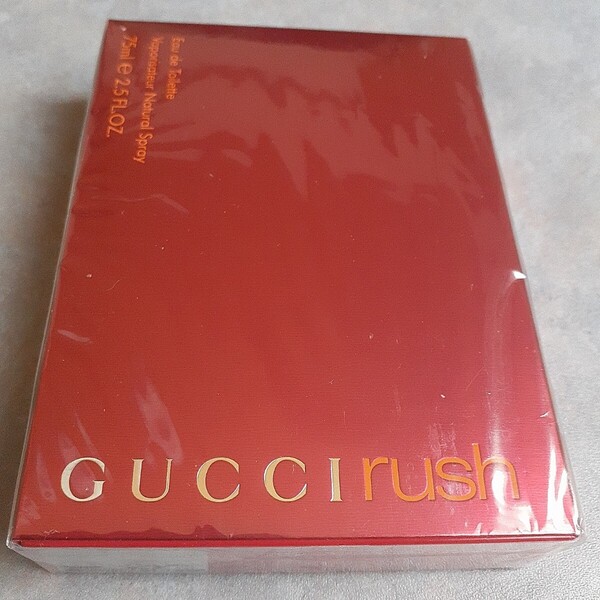 Eau de Toilette
Vaporisateur Natural Spray
75ml e 2.5 FL.OZ.
GUCCI rush